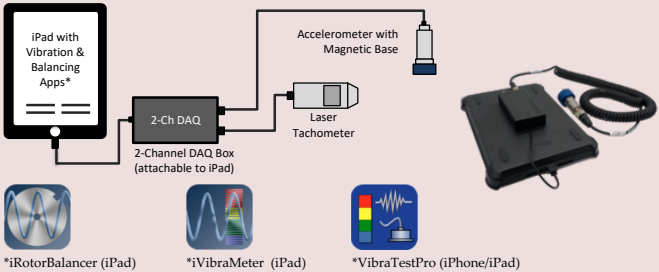 iPad with
Vibration &
Balancing
Apps*
Accelerometer with
Magnetic Base
2-Ch DAQ
Laser
Tachometer
2-Channel DAQ Box
(attachable to iPad)
*iRotorBalancer (iPad)
*iVibraMeter (iPad)
*VibraTestPro (iPhone/iPad)